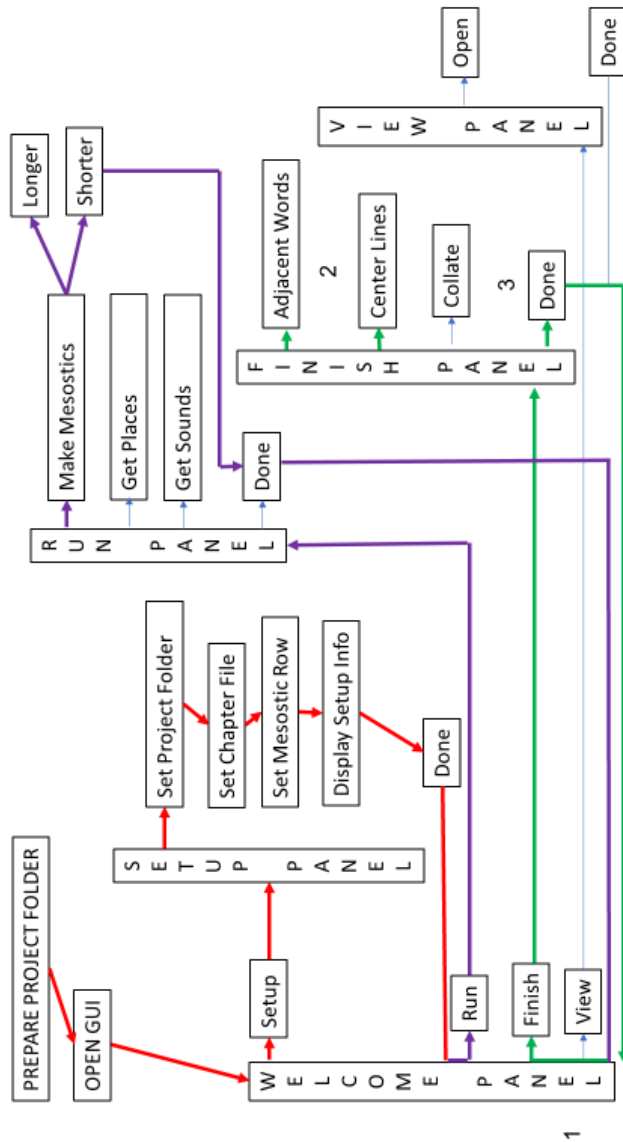 PREPARE PROJECT FOLDER
OPEN GUI
WELCOME PANEL
1
Setup
Run
Finish
View
SETUP PANEL
Set Project Folder
Set Chapter File
Set Mesostic Row
Display Setup Info
Done
RUN PANEL
Make Mesostics
Get Places
Get Sounds
Done
Longer
Shorter
FINISH PANEL
Adjacent Words
2
Center Lines
Collate
3
Done
VIEW PANEL
Open
Done